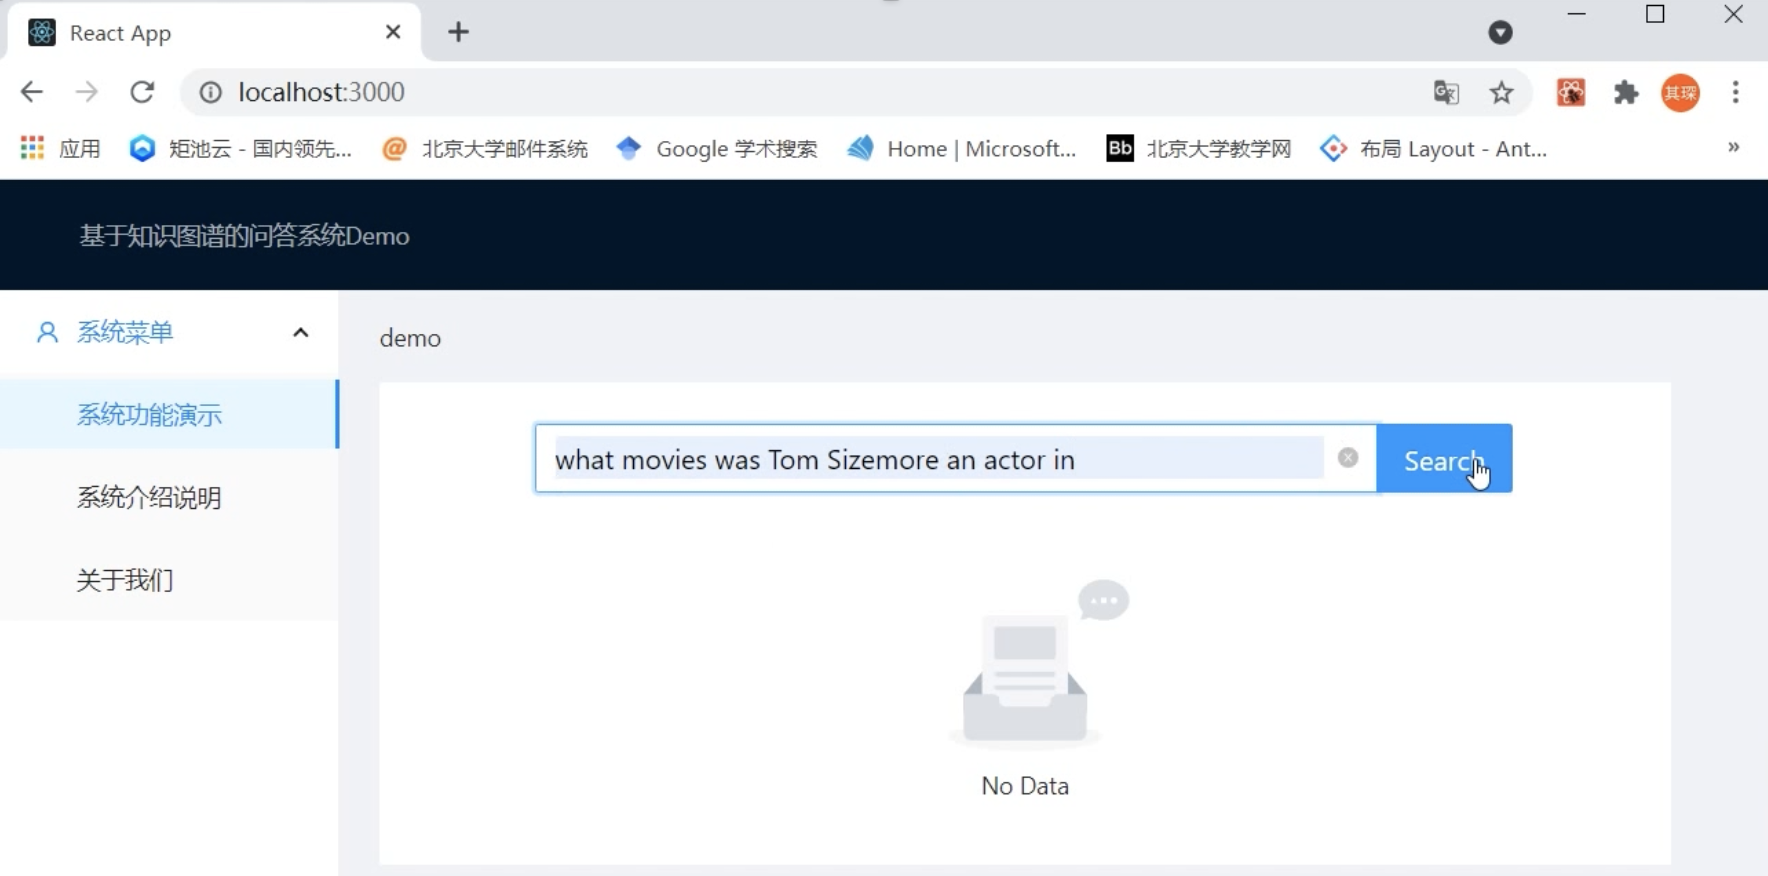 React App
localhost:3000
其琛
应用
矩池云 - 国内领先...
@ 北京大学邮件系统
Google 学术搜索
Home | Microsoft...
Bb 北京大学教学网
布局 Layout - Ant...
»
基于知识图谱的问答系统Demo
系统菜单
系统功能演示
系统介绍说明
关于我们
demo
what movies was Tom Sizemore an actor in
Search
No Data